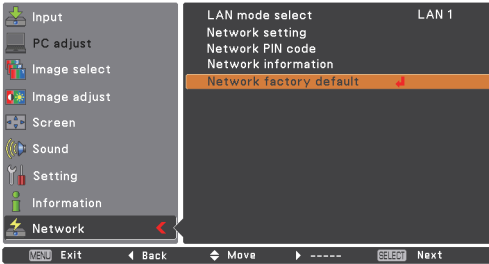 Input
PC adjust
Image select
Image adjust
Screen
Sound
Setting
Information
Network
LAN mode select LAN 1
Network setting
Network PIN code
Network information
Network factory default
MENU Exit Back Move ----- SELECT Next